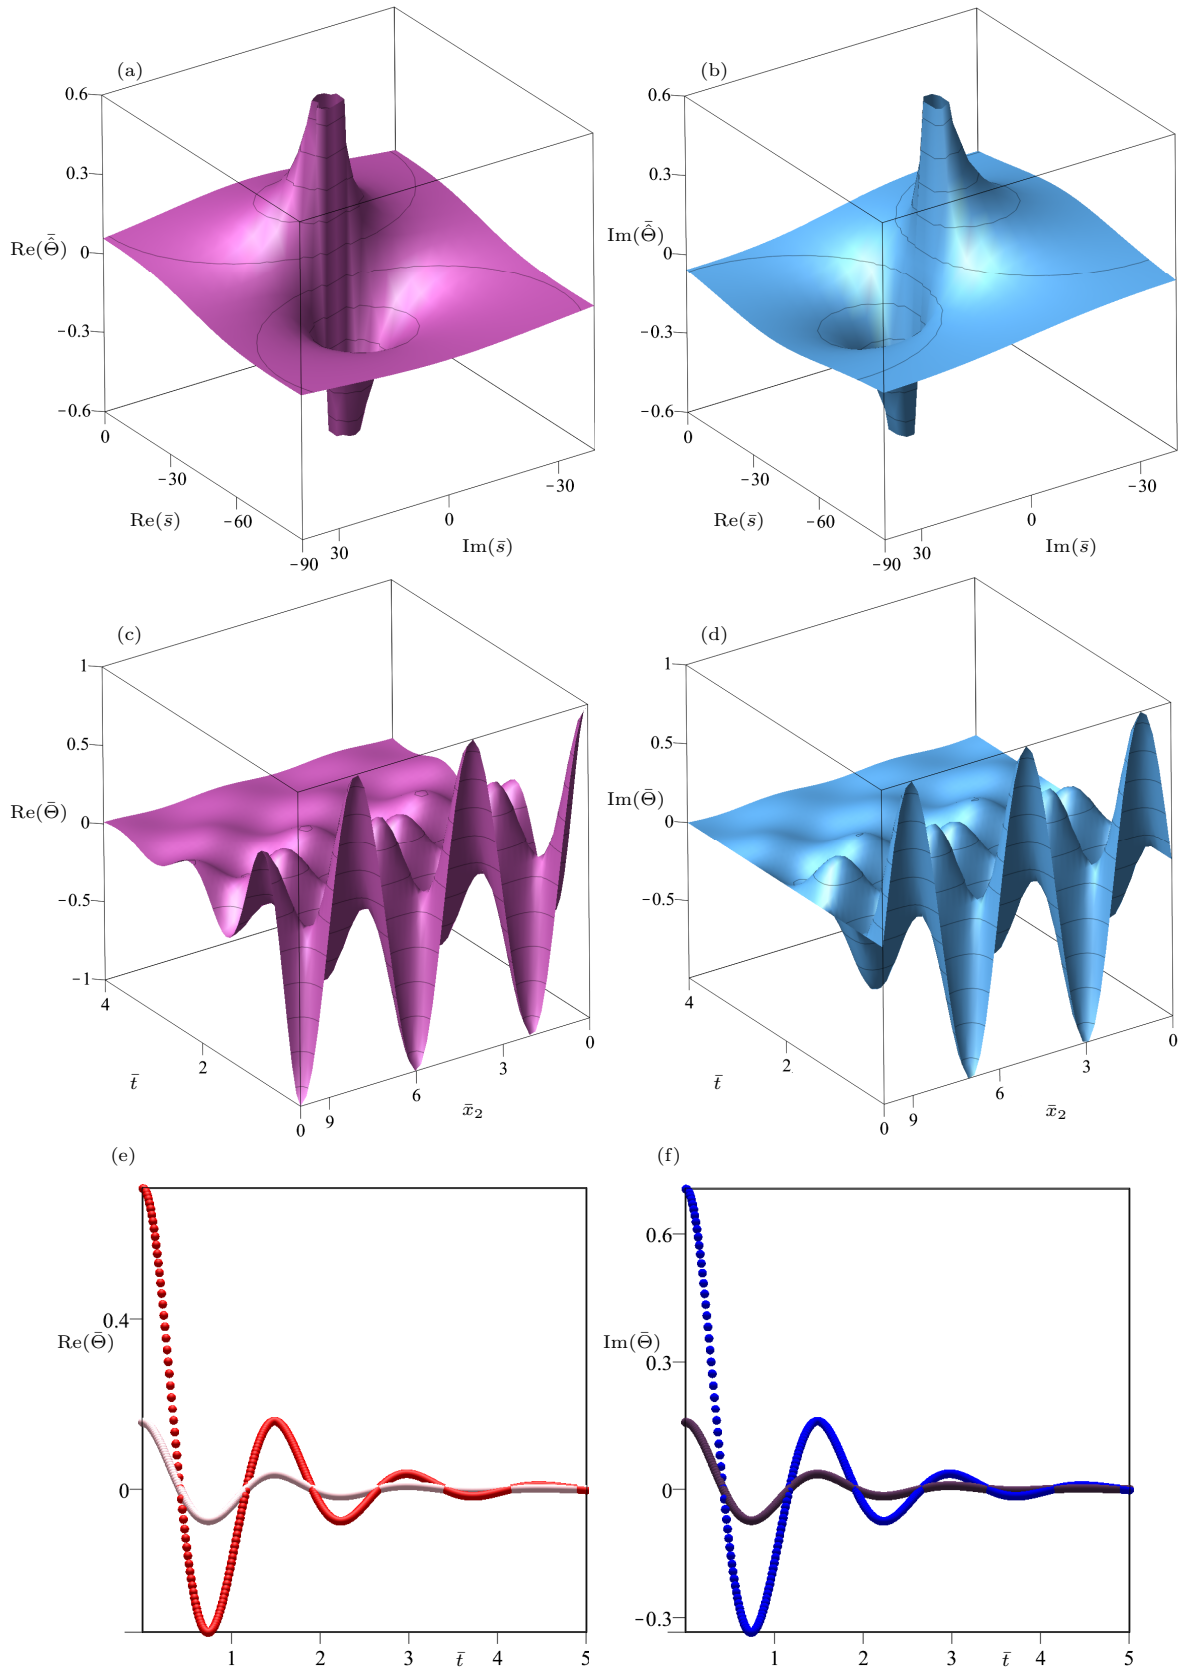 (a)
0.6
0.3
Re(Θ̂̄)
0
−0.3
−0.6
0
−30
Re(s̄)
−60
−90
30
0
Im(s̄)
−30
(b)
0.6
0.3
Im(Θ̂̄)
0
−0.3
−0.6
0
−30
Re(s̄)
−60
−90
30
0
Im(s̄)
−30
(c)
1
0.5
Re(Θ̄)
0
−0.5
−1
4
t̄
2
0
9
6
x̄₂
3
0
(d)
1
0.5
Im(Θ̄)
0
−0.5
4
t̄
2
0
9
6
x̄₂
3
0
(e)
0.4
Re(Θ̄)
0
1 2 t̄ 3 4 5
(f)
0.6
0.3
Im(Θ̄)
0
−0.3
1 2 3 t̄ 4 5